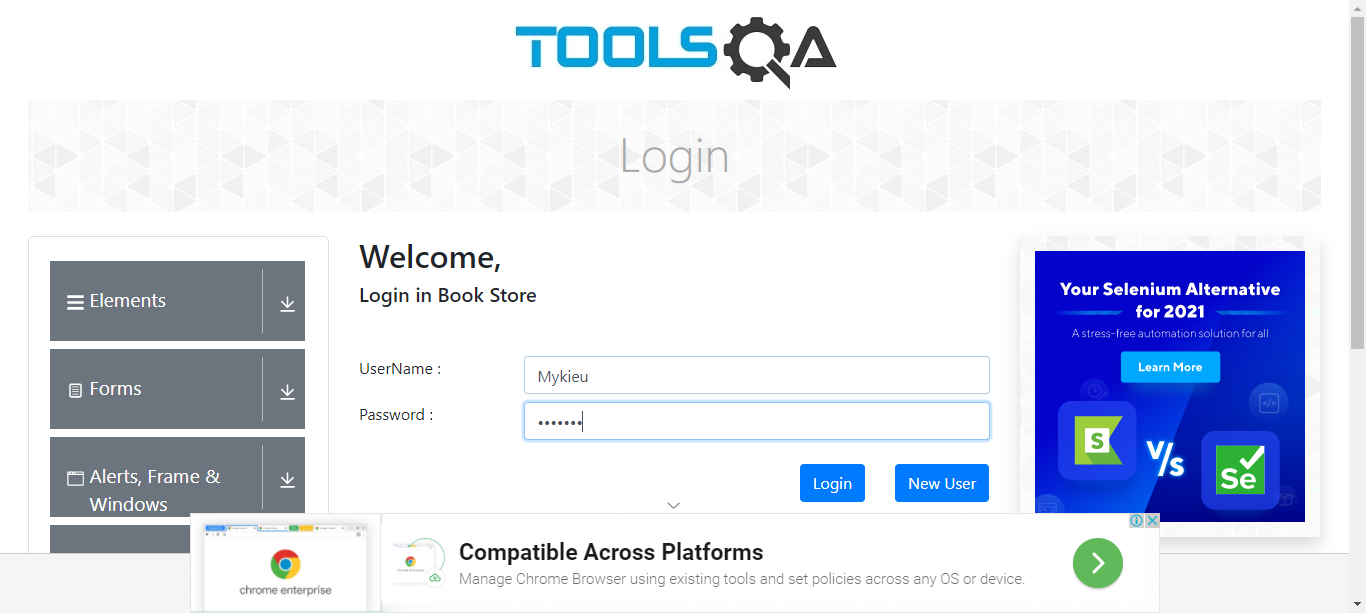 TOOLSQA
Login
Elements
Forms
Alerts, Frame &
Windows
Welcome,
Login in Book Store
UserName :
Mykieu
Password :
•••••••
Login
New User
Your Selenium Alternative
for 2021
A stress-free automation solution for all
Learn More
S
V/s
Se
chrome enterprise
Compatible Across Platforms
Manage Chrome Browser using existing tools and set policies across any OS or device.